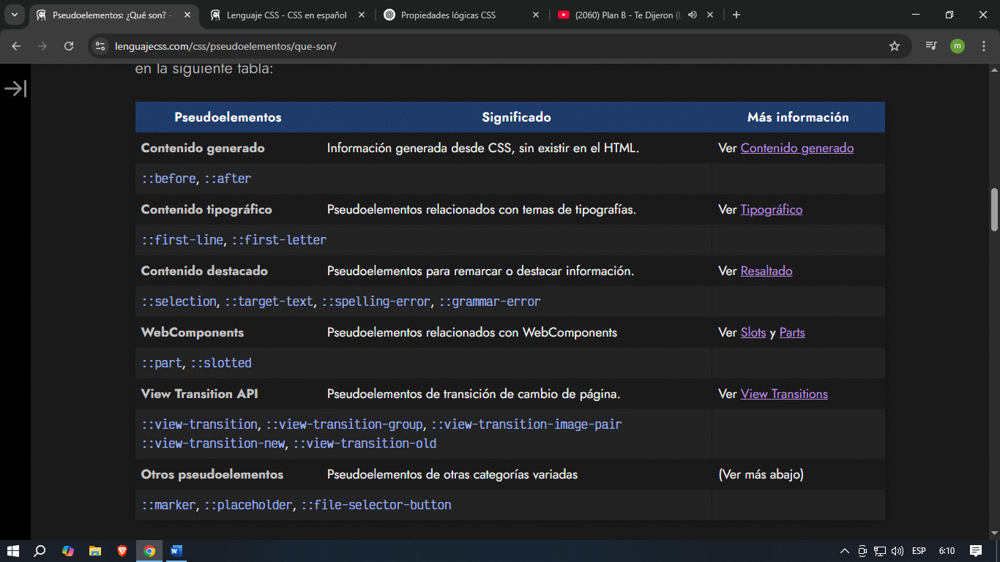 Pseudoelementos: ¿Qué son? -
Lenguaje CSS - CSS en español
Propiedades lógicas CSS
(2060) Plan B - Te Dijeron (L
lenguajecss.com/css/pseudoelementos/que-son/
m
en la siguiente tabla:
Pseudoelementos Significado Más información
Contenido generado Información generada desde CSS, sin existir en el HTML. Ver Contenido generado
::before, ::after
Contenido tipográfico Pseudoelementos relacionados con temas de tipografías. Ver Tipográfico
::first-line, ::first-letter
Contenido destacado Pseudoelementos para remarcar o destacar información. Ver Resaltado
::selection, ::target-text, ::spelling-error, ::grammar-error
WebComponents Pseudoelementos relacionados con WebComponents Ver Slots y Parts
::part, ::slotted
View Transition API Pseudoelementos de transición de cambio de página. Ver View Transitions
::view-transition, ::view-transition-group, ::view-transition-image-pair
::view-transition-new, ::view-transition-old
Otros pseudoelementos Pseudoelementos de otras categorías variadas (Ver más abajo)
::marker, ::placeholder, ::file-selector-button
W
ESP
6:10